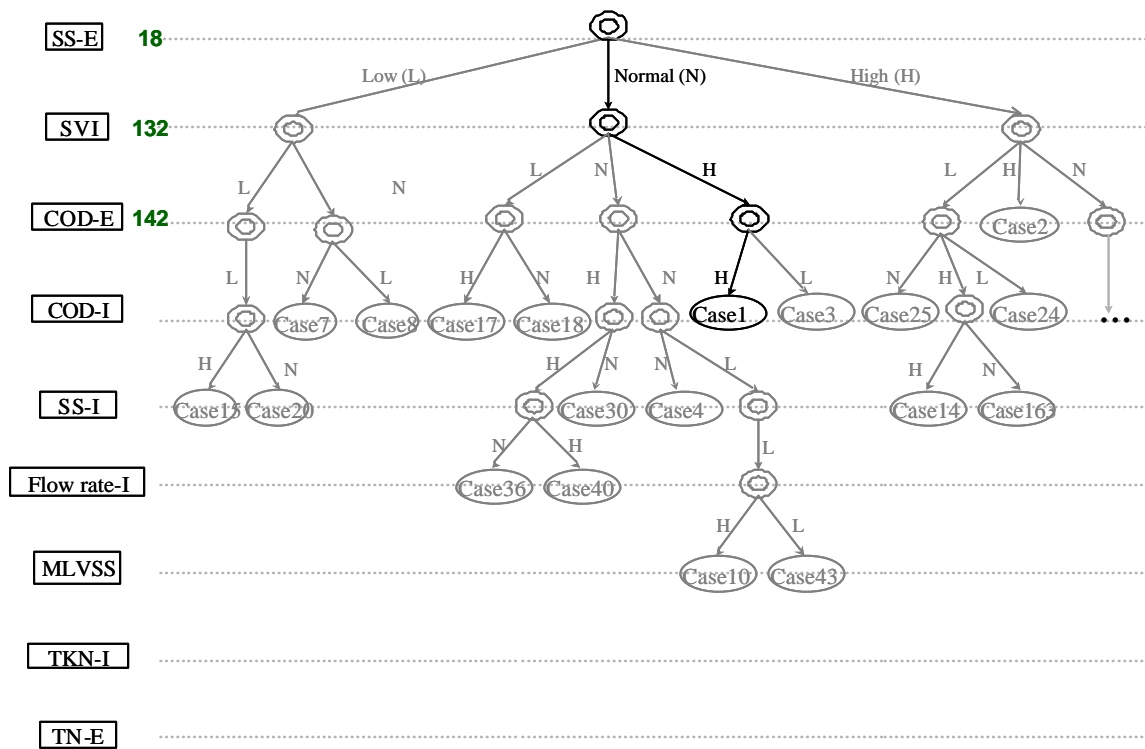 SS-E 18
Low (L) Normal (N) High (H)
SVI 132
L N L N H L H N
COD-E 142 Case2
L N L H N H N H L N H L
COD-I Case7 Case8 Case17 Case18 Case1 Case3 Case25 Case24 ...
H N H N N L H N
SS-I Case15 Case20 Case30 Case4 Case14 Case163
N H L
Flow rate-I Case36 Case40
H L
MLVSS Case10 Case43
TKN-I
TN-E